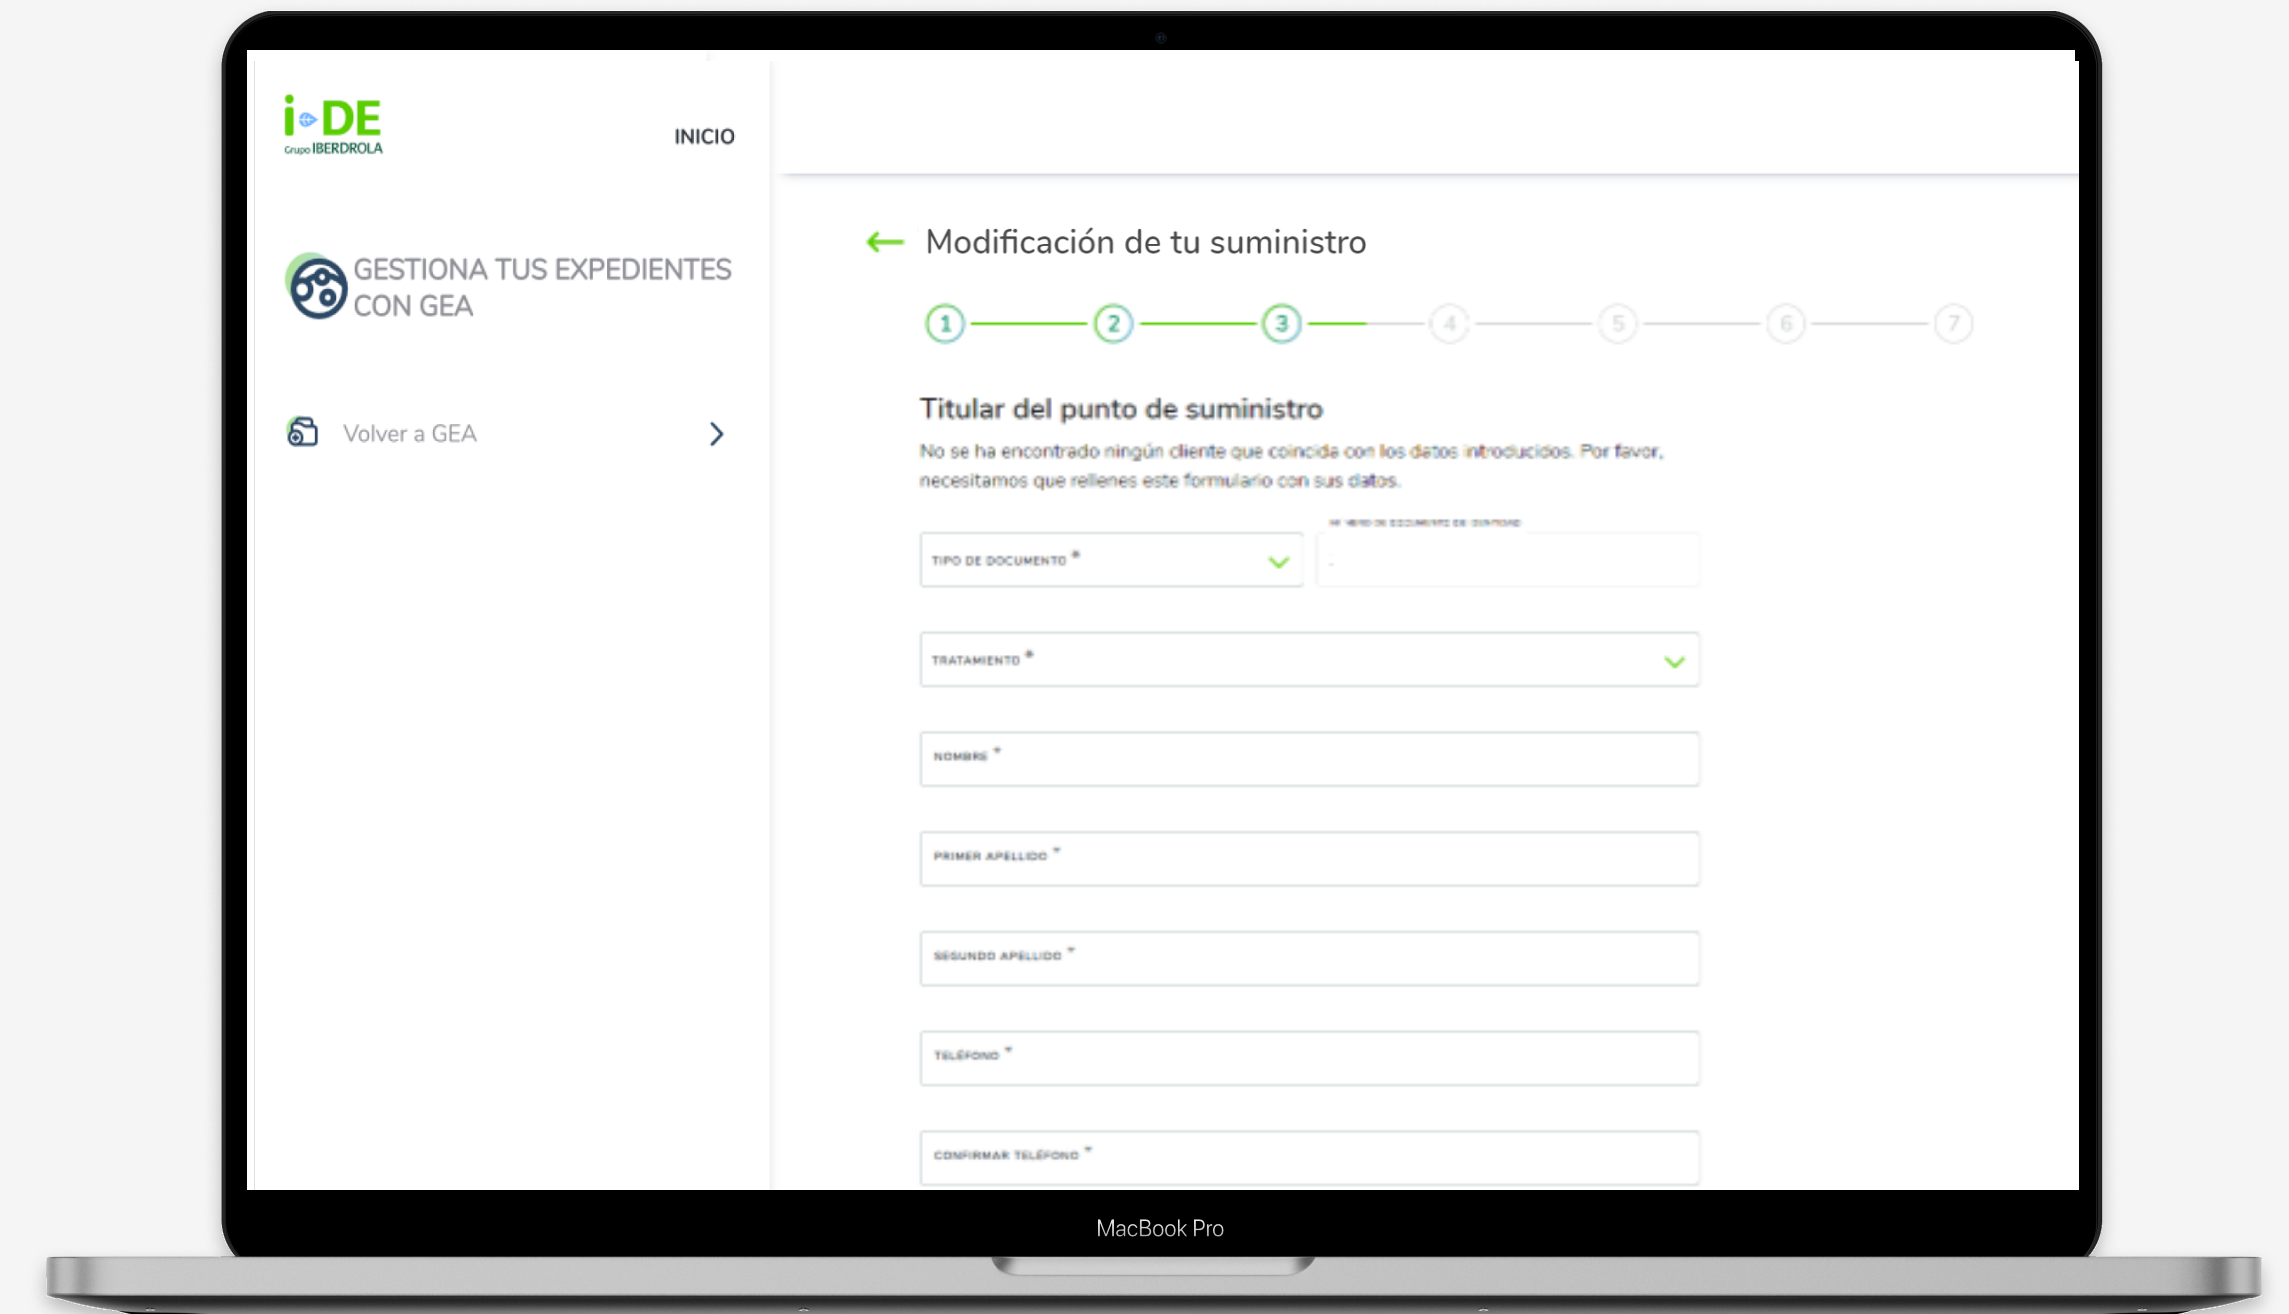 i DE
Grupo IBERDROLA
INICIO
GESTIONA TUS EXPEDIENTES
CON GEA
Volver a GEA
Modificación de tu suministro
1 2 3 4 5 6 7
Titular del punto de suministro
No se ha encontrado ningún cliente que coincida con los datos introducidos. Por favor,
necesitamos que rellenes este formulario con sus datos.
TIPO DE DOCUMENTO *
TRATAMIENTO *
NOMBRE *
PRIMER APELLIDO *
SEGUNDO APELLIDO *
TELÉFONO *
CONFIRMAR TELÉFONO *
MacBook Pro